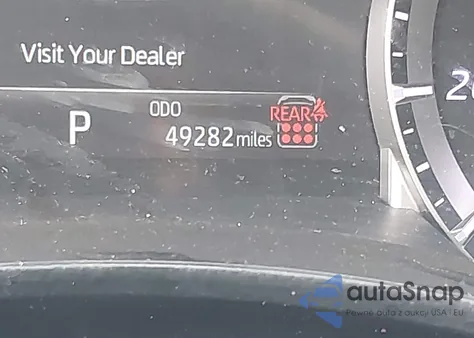 Visit Your Dealer
P
ODO
49282 miles
REAR
autoSnap